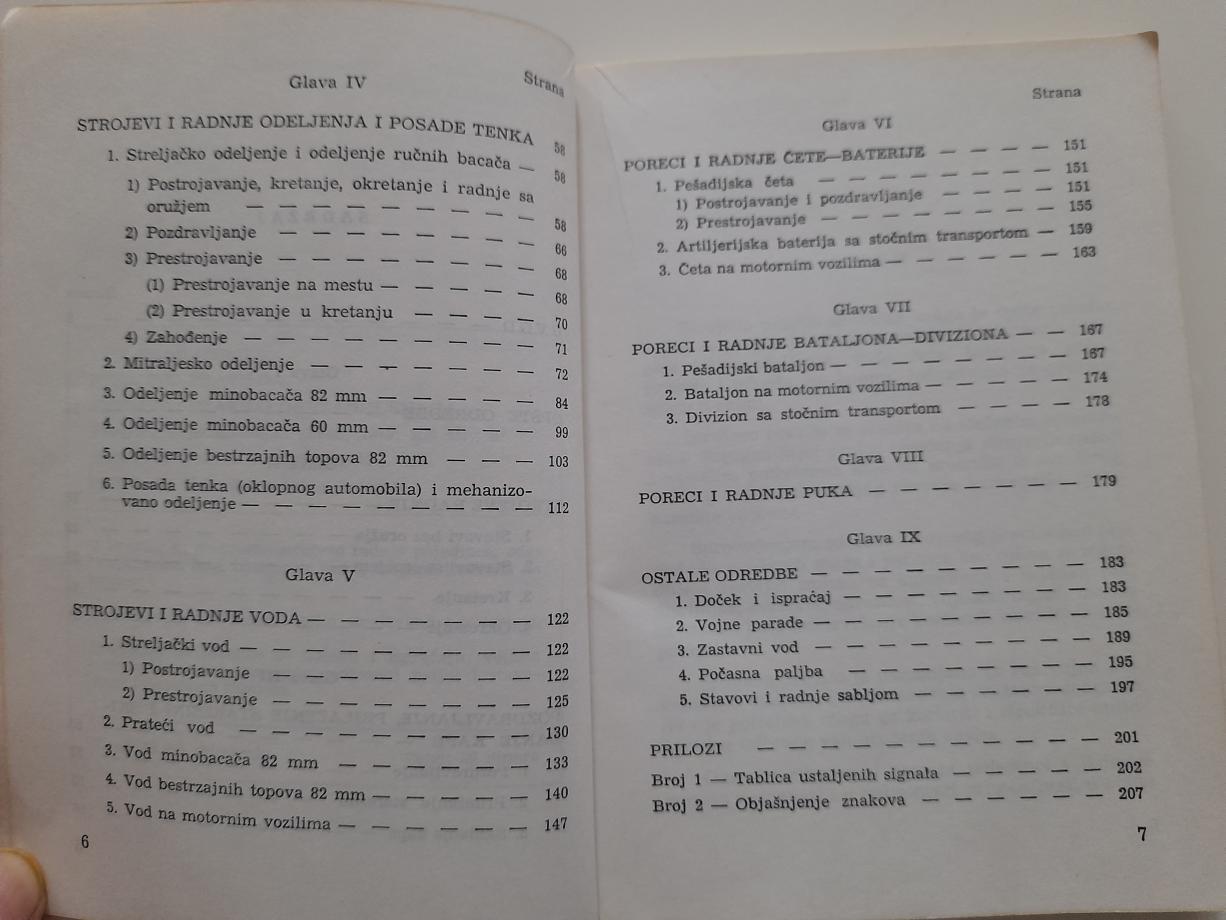 Glava IV
Strana
STROJEVI I RADNJE ODELJENJA I POSADE TENKA 58
1. Streljačko odeljenje i odeljenje ručnih bacača — 58
1) Postrojavanje, kretanje, okretanje i radnje sa
oružjem — — — — — — — — — 58
2) Pozdravljanje — — — — — — — — 66
3) Prestrojavanje — — — — — — — — 68
(1) Prestrojavanje na mestu — — — — — 68
(2) Prestrojavanje u kretanju — — — — 70
4) Zahođenje — — — — — — — — — 71
2. Mitraljesko odeljenje — — — — — — — 72
3. Odeljenje minobacača 82 mm — — — — — 84
4. Odeljenje minobacača 60 mm — — — — — 99
5. Odeljenje bestrzajnih topova 82 mm — — — 103
6. Posada tenka (oklopnog automobila) i mehanizo-
vano odeljenje — — — — — — — — — 112
Glava V
STROJEVI I RADNJE VODA — — — — — — — 122
1. Streljački vod — — — — — — — — — 122
1) Postrojavanje — — — — — — — — 122
2) Prestrojavanje — — — — — — — — 125
2. Prateći vod — — — — — — — — — 130
3. Vod minobacača 82 mm — — — — — — 133
4. Vod bestrzajnih topova 82 mm — — — — — 140
5. Vod na motornim vozilima — — — — — — 147
6
Strana
Glava VI
PORECI I RADNJE ČETE—BATERIJE — — — — 151
1. Pešadijska četa — — — — — — — — 151
1) Postrojavanje i pozdravljanje — — — — 151
2) Prestrojavanje — — — — — — — — 155
2. Artiljerijska baterija sa stočnim transportom — 159
3. Četa na motornim vozilima — — — — — — 163
Glava VII
PORECI I RADNJE BATALJONA—DIVIZIONA — — 167
1. Pešadijski bataljon — — — — — — — — 167
2. Bataljon na motornim vozilima — — — — — 174
3. Divizion sa stočnim transportom — — — — 178
Glava VIII
PORECI I RADNJE PUKA — — — — — — — 179
Glava IX
OSTALE ODREDBE — — — — — — — — — 183
1. Doček i ispraćaj — — — — — — — — 183
2. Vojne parade — — — — — — — — — 185
3. Zastavni vod — — — — — — — — — 189
4. Počasna paljba — — — — — — — — 195
5. Stavovi i radnje sabljom — — — — — — 197
PRILOZI — — — — — — — — — — 201
Broj 1 — Tablica ustaljenih signala — — — — — 202
Broj 2 — Objašnjenje znakova — — — — — — 207
7